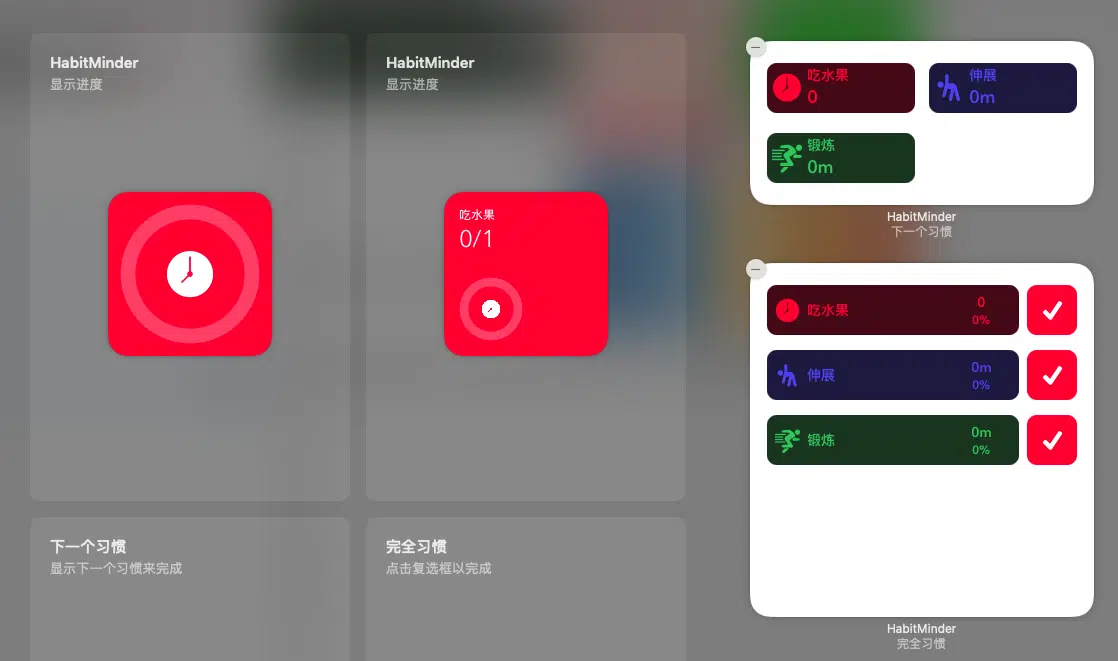 HabitMinder
显示进度
HabitMinder
显示进度
吃水果
0/1
下一个习惯
显示下一个习惯来完成
完全习惯
点击复选框以完成
吃水果
0
伸展
0m
锻炼
0m
HabitMinder
下一个习惯
吃水果
0
0%
伸展
0m
0%
锻炼
0m
0%
HabitMinder
完全习惯